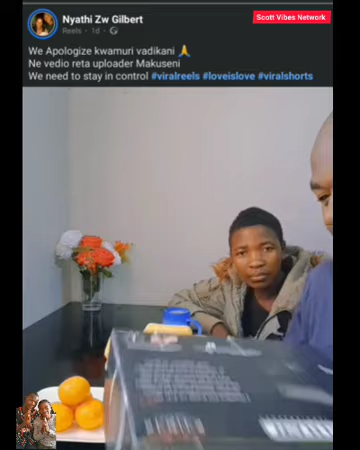 Nyathi Zw Gilbert
Scott Vibes Network
Reels · 1d ·
We Apologize kwamuri vadikani 🙏
Ne vedio reta uploader Makuseni
We need to stay in control #viralreels #loveislove #viralshorts